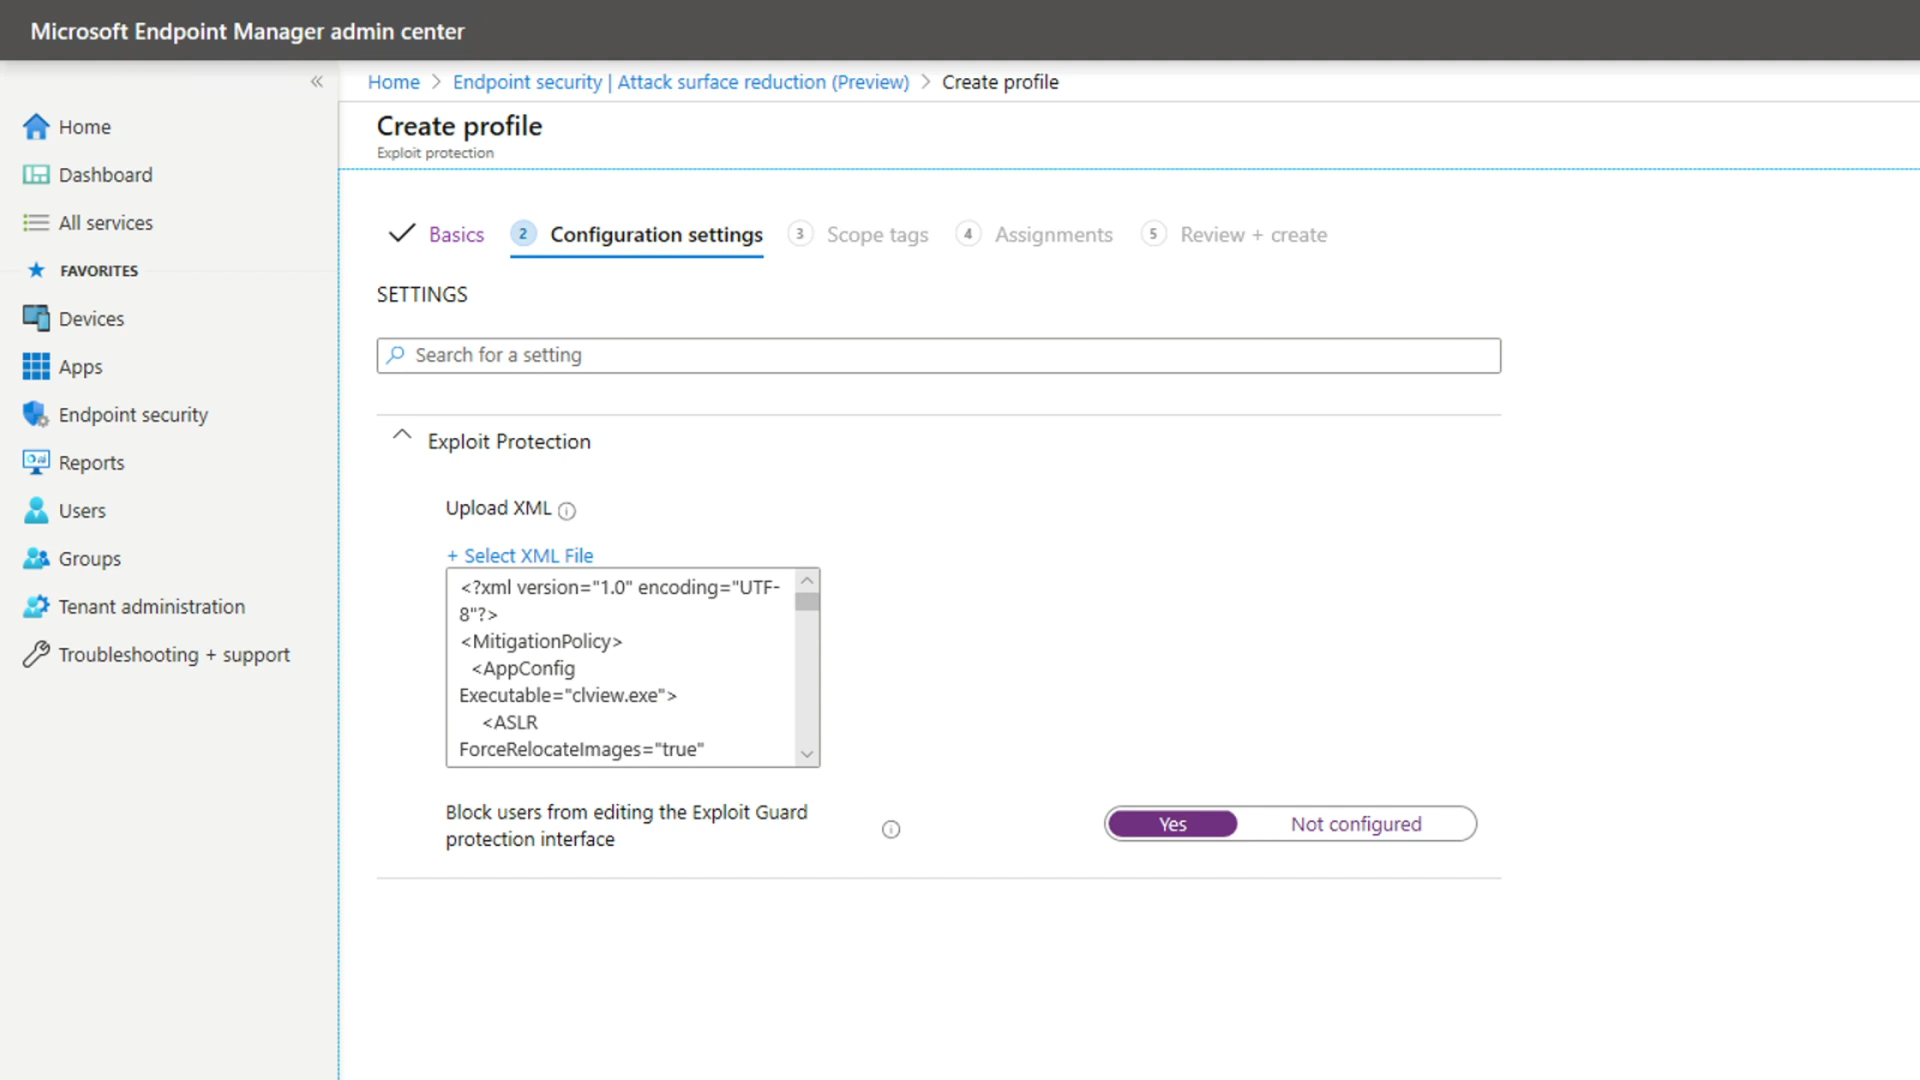 Microsoft Endpoint Manager admin center
«
Home > Endpoint security | Attack surface reduction (Preview) > Create profile
Create profile
Exploit protection
Home
Dashboard
All services
FAVORITES
Devices
Apps
Endpoint security
Reports
Users
Groups
Tenant administration
Troubleshooting + support
Basics 2 Configuration settings 3 Scope tags 4 Assignments 5 Review + create
SETTINGS
Search for a setting
Exploit Protection
Upload XML
+ Select XML File
<?xml version="1.0" encoding="UTF-
8"?>
<MitigationPolicy>
<AppConfig
Executable="clview.exe">
<ASLR
ForceRelocateImages="true"
Block users from editing the Exploit Guard
protection interface
Yes Not configured